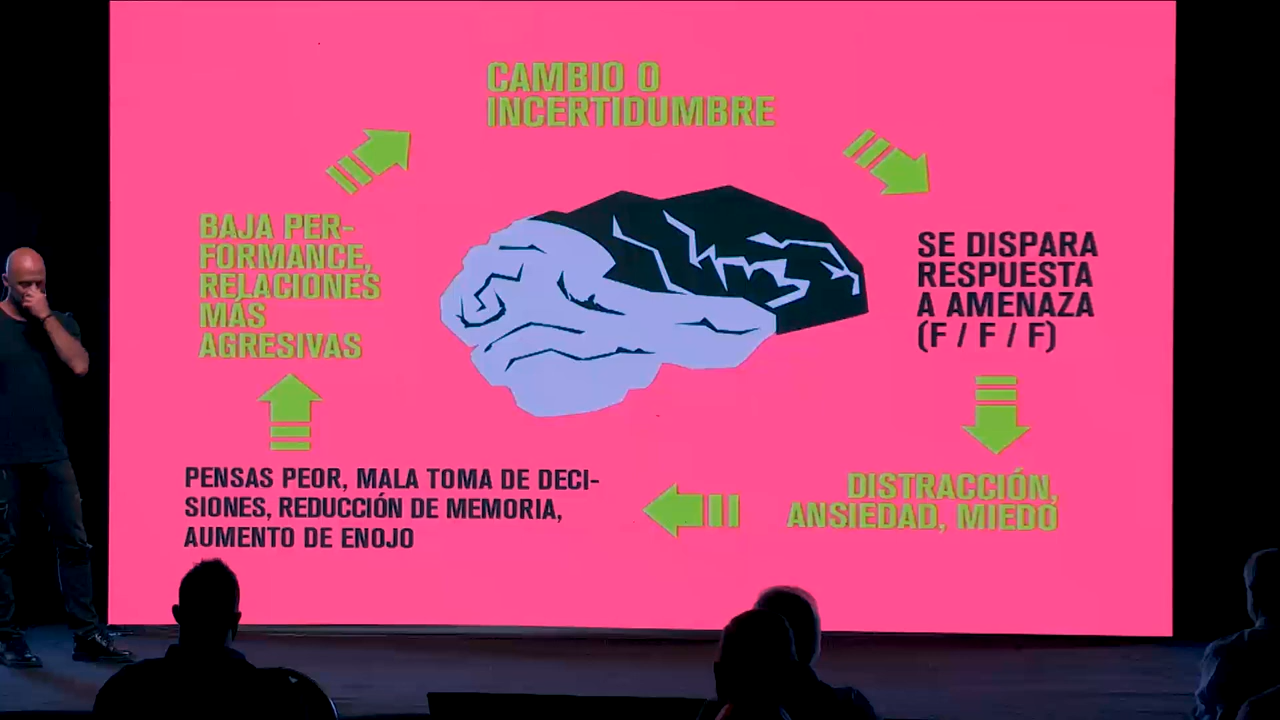 CAMBIO O
INCERTIDUMBRE
SE DISPARA
RESPUESTA
A AMENAZA
(F / F / F)
DISTRACCIÓN,
ANSIEDAD, MIEDO
PENSAS PEOR, MALA TOMA DE DECI-
SIONES, REDUCCIÓN DE MEMORIA,
AUMENTO DE ENOJO
BAJA PER-
FORMANCE,
RELACIONES
MÁS
AGRESIVAS